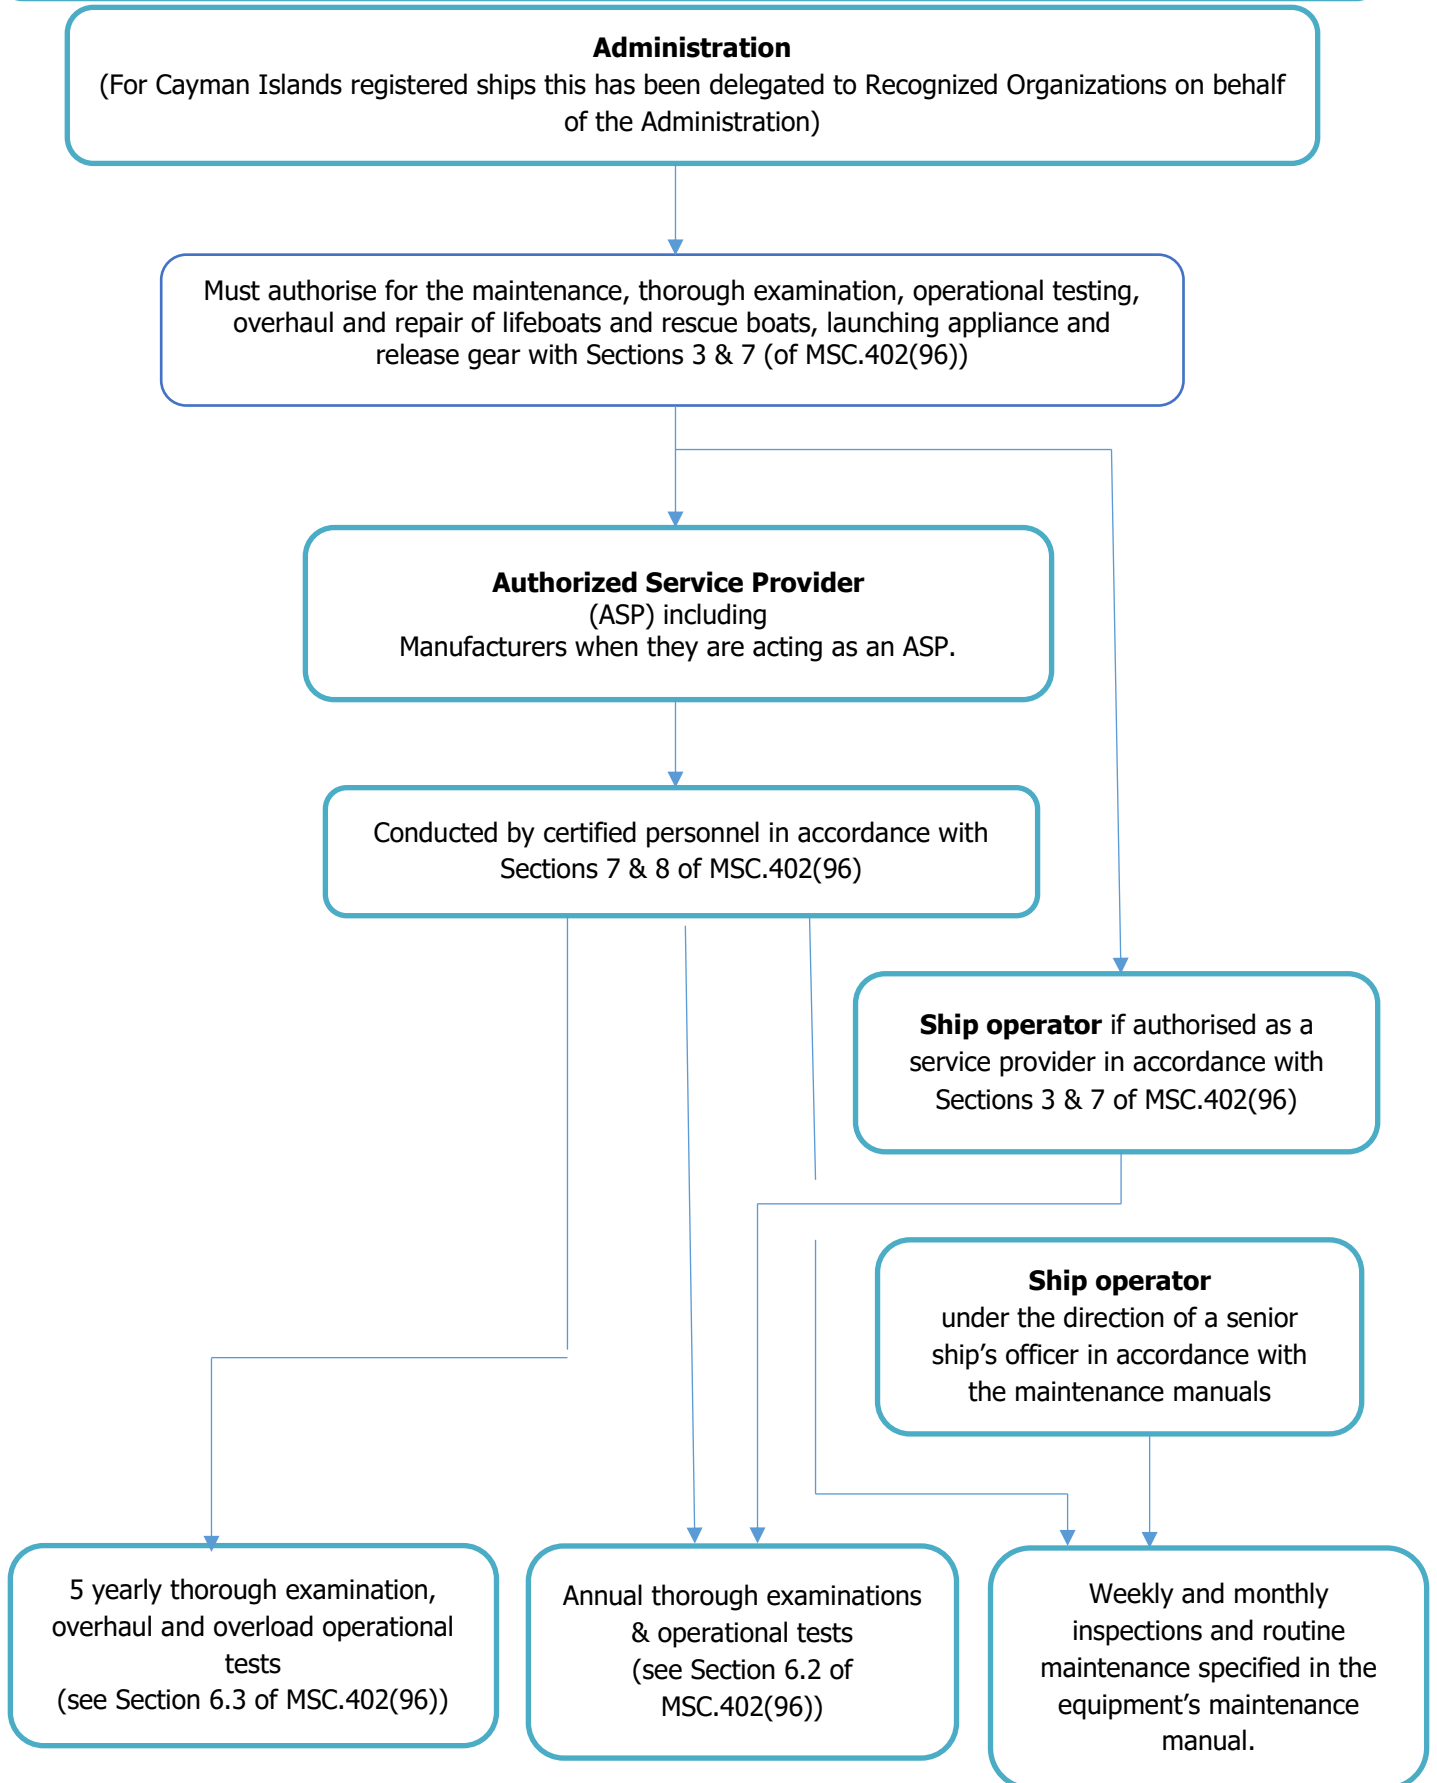 Administration
(For Cayman Islands registered ships this has been delegated to Recognized Organizations on behalf
of the Administration)
Must authorise for the maintenance, thorough examination, operational testing,
overhaul and repair of lifeboats and rescue boats, launching appliance and
release gear with Sections 3 & 7 (of MSC.402(96))
Authorized Service Provider
(ASP) including
Manufacturers when they are acting as an ASP.
Conducted by certified personnel in accordance with
Sections 7 & 8 of MSC.402(96)
Ship operator if authorised as a
service provider in accordance with
Sections 3 & 7 of MSC.402(96)
Ship operator
under the direction of a senior
ship’s officer in accordance with
the maintenance manuals
5 yearly thorough examination,
overhaul and overload operational
tests
(see Section 6.3 of MSC.402(96))
Annual thorough examinations
& operational tests
(see Section 6.2 of
MSC.402(96))
Weekly and monthly
inspections and routine
maintenance specified in the
equipment’s maintenance
manual.